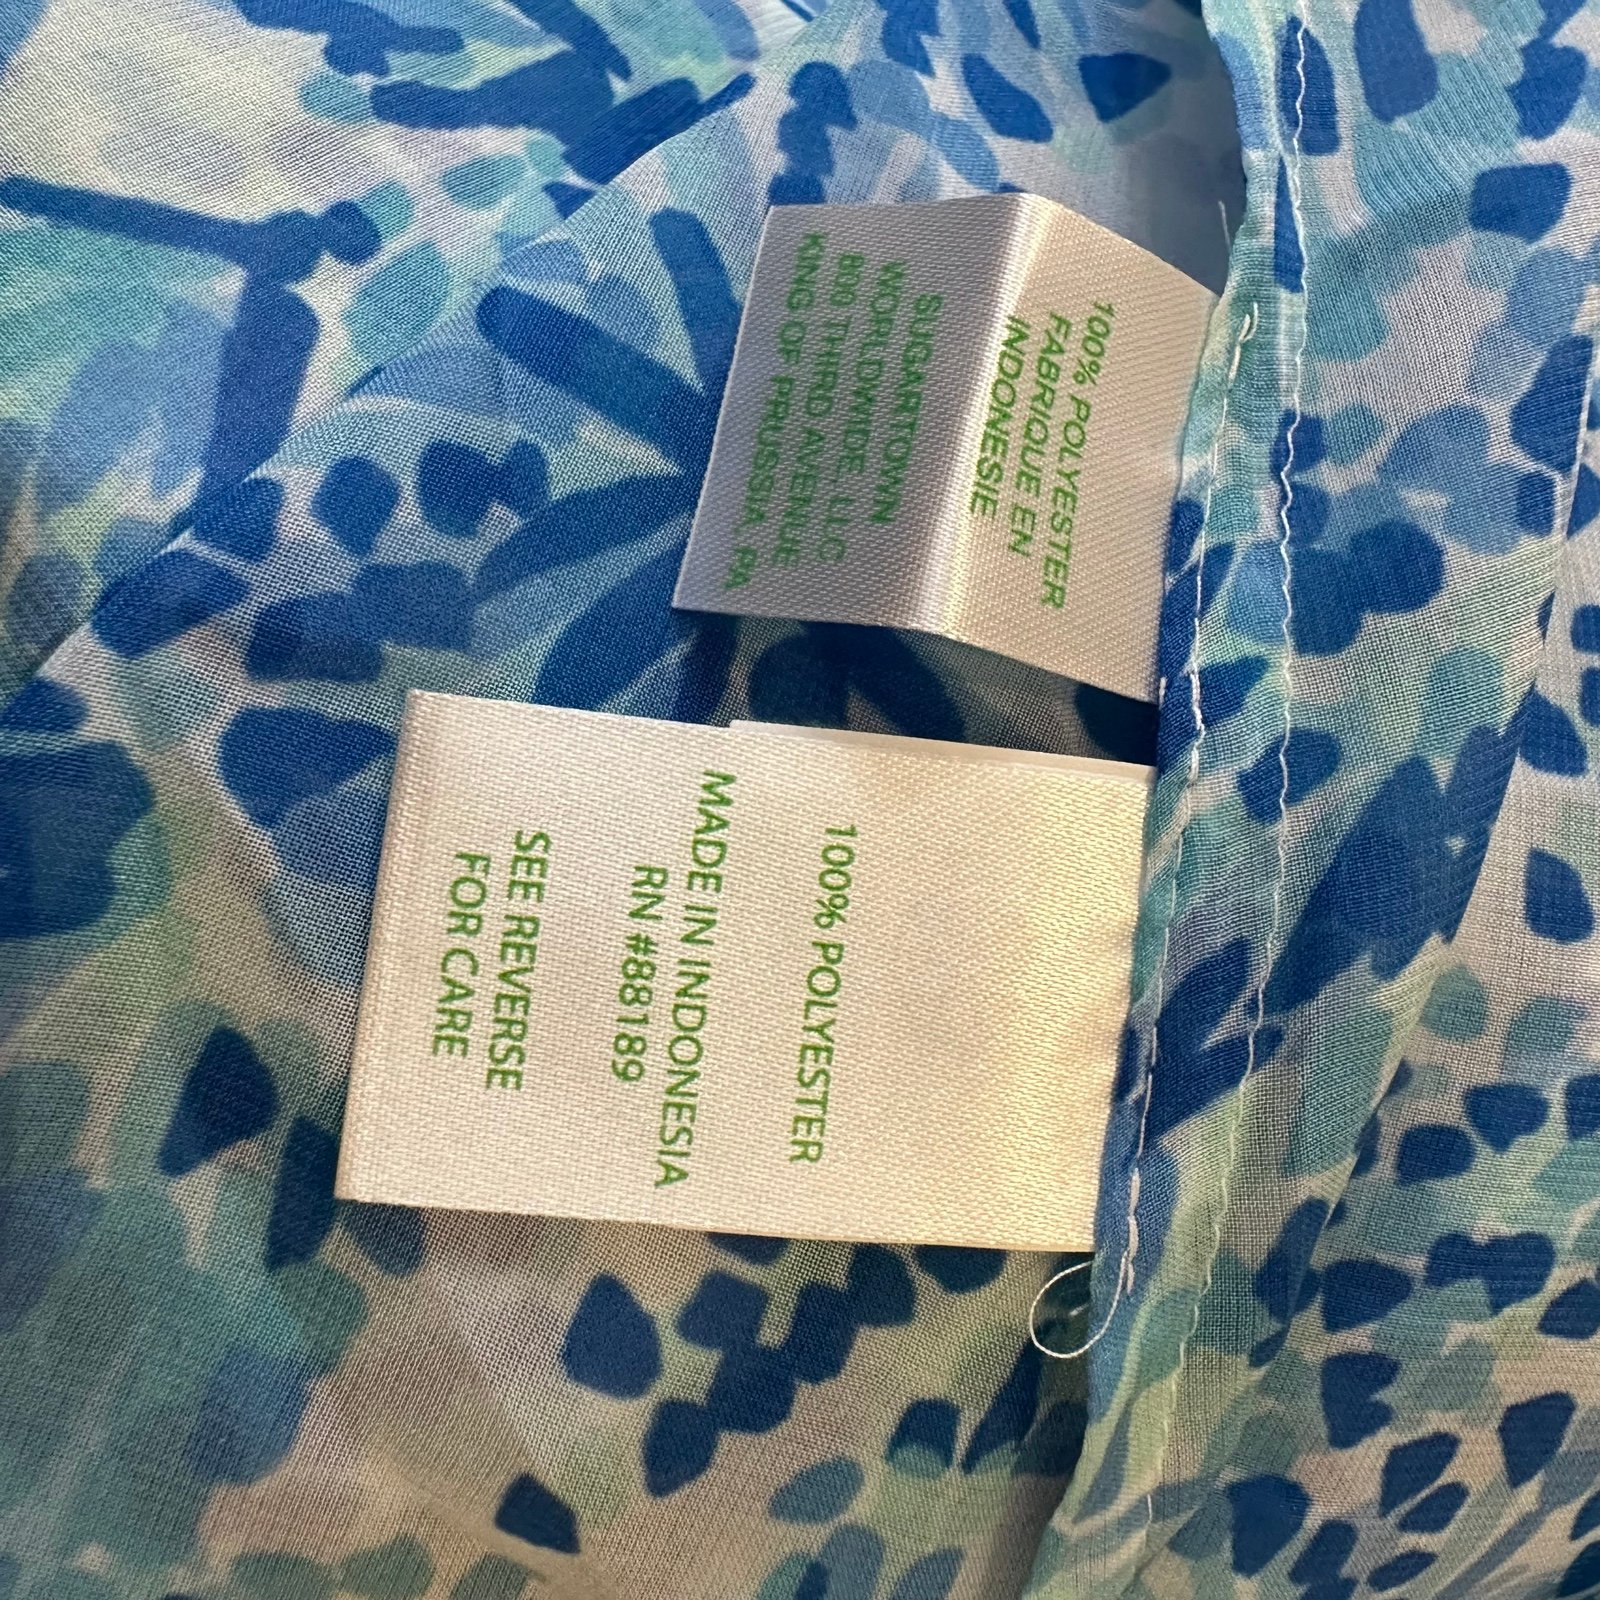 100% POLYESTER
FABRIQUE EN
INDONESIE
SUGARTOWN
WORLDWIDE, LLC
800 THIRD AVENUE
KING OF PRUSSIA, PA
100% POLYESTER
MADE IN INDONESIA
RN #88189
SEE REVERSE
FOR CARE